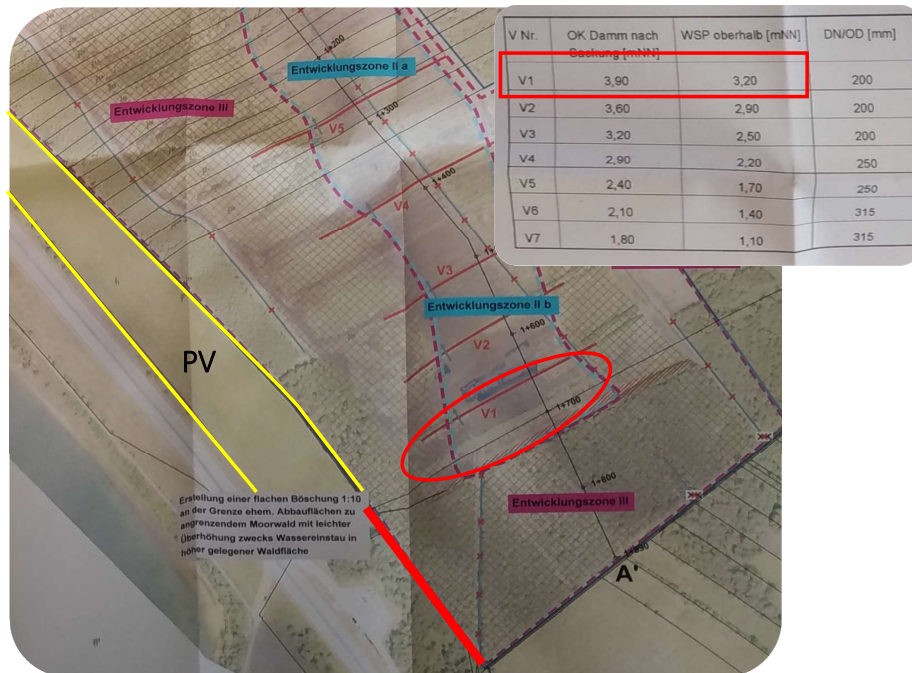 V Nr. OK Damm nach Sackung [mNN] WSP oberhalb [mNN] DN/OD [mm]
V1 3,90 3,20 200
V2 3,60 2,90 200
V3 3,20 2,50 200
V4 2,90 2,20 250
V5 2,40 1,70 250
V6 2,10 1,40 315
V7 1,80 1,10 315
1+200
Entwicklungszone II a
Entwicklungszone III
1+300
V5
1+400
V4
V3
Entwicklungszone II b
1+600
V2
PV
V1
1+700
1+800
Erstellung einer flachen Böschung 1:10
an der Grenze ehem. Abbauflächen zu
angrenzendem Moorwald mit leichter
Überhöhung zwecks Wassereinstau in
höher gelegener Waldfläche
Entwicklungszone III
A'